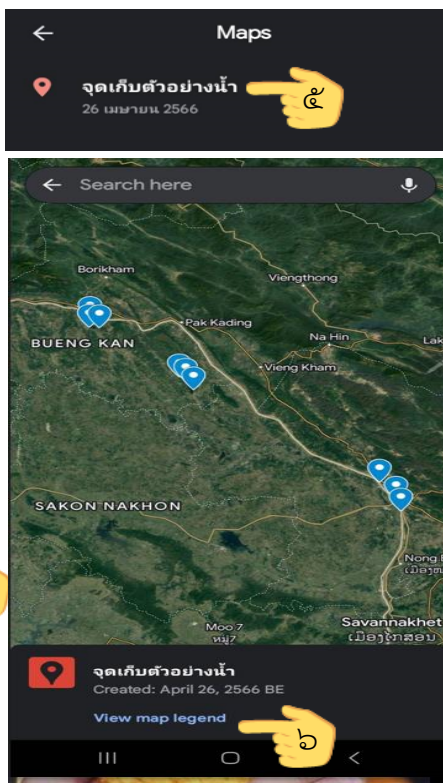 Maps
จุดเก็บตัวอย่างน้ำ
๕
26 เมษายน 2566
Search here
Borikham
Viengthong
Pak Kading
Na Hin
BUENG KAN
Vieng Kham
SAKON NAKHON
Moo 7
หมู่7
Savannakhet
ເມືອງໄກສອນ
จุดเก็บตัวอย่างน้ำ
Created: April 26, 2566 BE
View map legend
๖